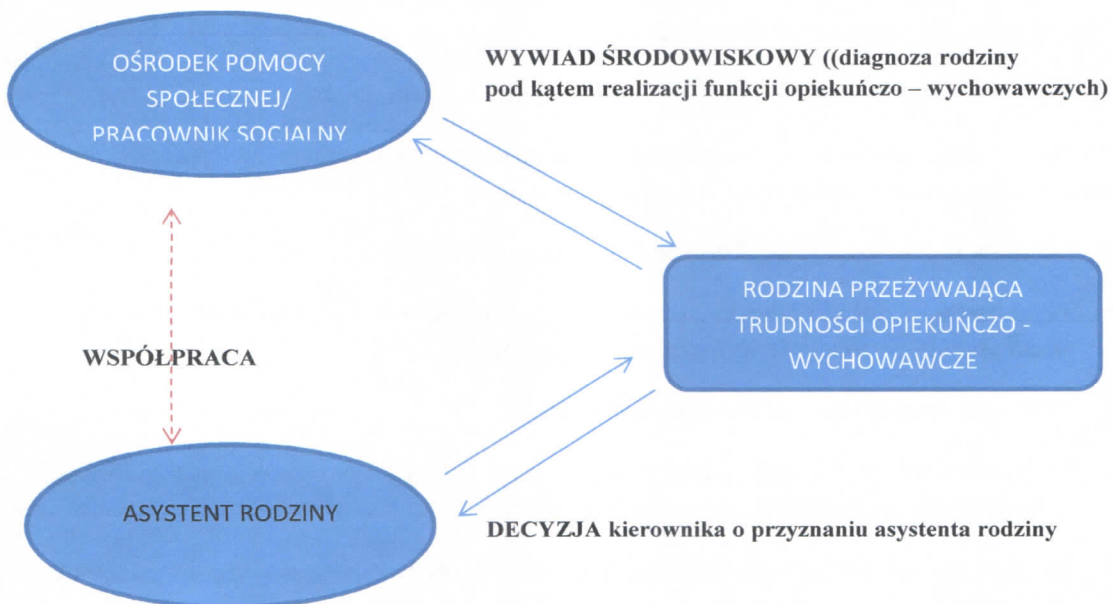 OŚRODEK POMOCY
SPOŁECZNEJ/
PRACOWNIK SOCJALNY
WYWIAD ŚRODOWISKOWY ((diagnoza rodziny
pod kątem realizacji funkcji opiekuńczo – wychowawczych)
RODZINA PRZEŻYWAJĄCA
TRUDNOŚCI OPIEKUŃCZO -
WYCHOWAWCZE
WSPÓŁPRACA
ASYSTENT RODZINY
DECYZJA kierownika o przyznaniu asystenta rodziny